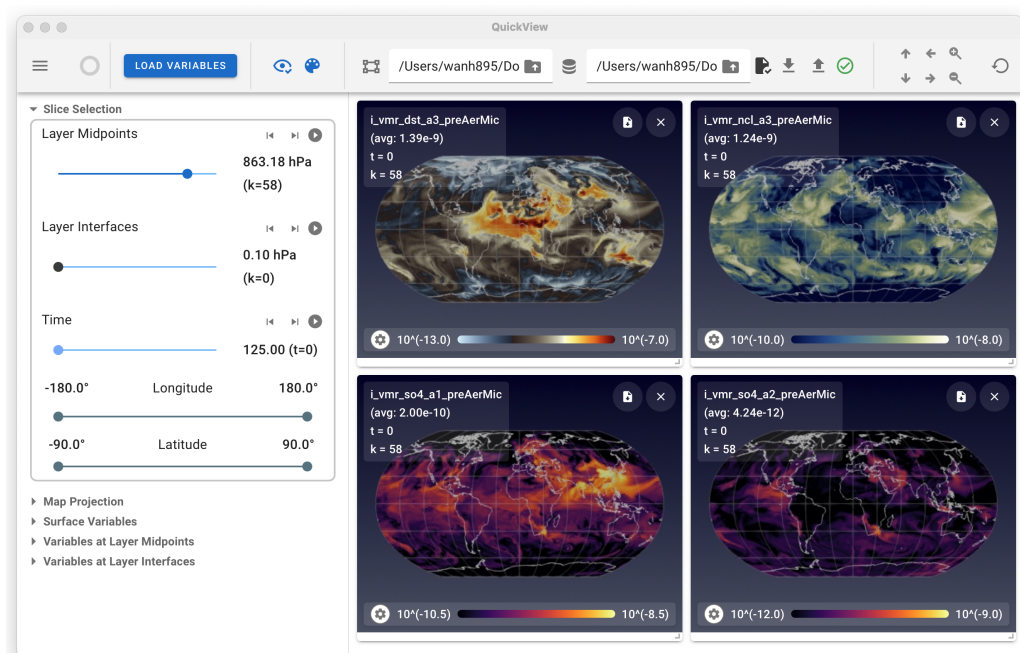 QuickView
LOAD VARIABLES
/Users/wanh895/Do
/Users/wanh895/Do
Slice Selection
Layer Midpoints
863.18 hPa
(k=58)
Layer Interfaces
0.10 hPa
(k=0)
Time
125.00 (t=0)
-180.0° Longitude 180.0°
-90.0° Latitude 90.0°
Map Projection
Surface Variables
Variables at Layer Midpoints
Variables at Layer Interfaces
i_vmr_dst_a3_preAerMic
(avg: 1.39e-9)
t = 0
k = 58
10^(-13.0) 10^(-7.0)
i_vmr_ncl_a3_preAerMic
(avg: 1.24e-9)
t = 0
k = 58
10^(-10.0) 10^(-8.0)
i_vmr_so4_a1_preAerMic
(avg: 2.00e-10)
t = 0
k = 58
10^(-10.5) 10^(-8.5)
i_vmr_so4_a2_preAerMic
(avg: 4.24e-12)
t = 0
k = 58
10^(-12.0) 10^(-9.0)